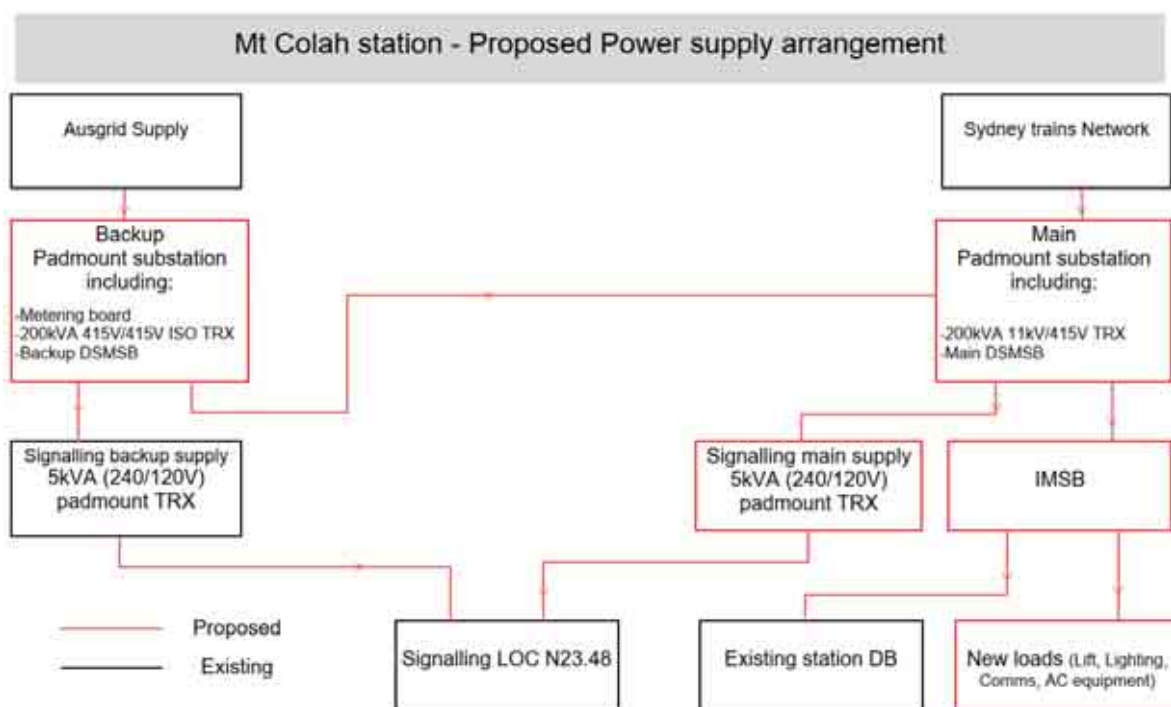 Mt Colah station - Proposed Power supply arrangement
Ausgrid Supply
Sydney trains Network
Backup
Padmount substation
including:
-Metering board
-200kVA 415V/415V ISO TRX
-Backup DSMSB
Main
Padmount substation
including:
-200kVA 11kV/415V TRX
-Main DSMSB
Signalling backup supply
5kVA (240/120V)
padmount TRX
Signalling main supply
5kVA (240/120V)
padmount TRX
IMSB
Proposed
Existing
Signalling LOC N23.48
Existing station DB
New loads (Lift, Lighting,
Comms, AC equipment)